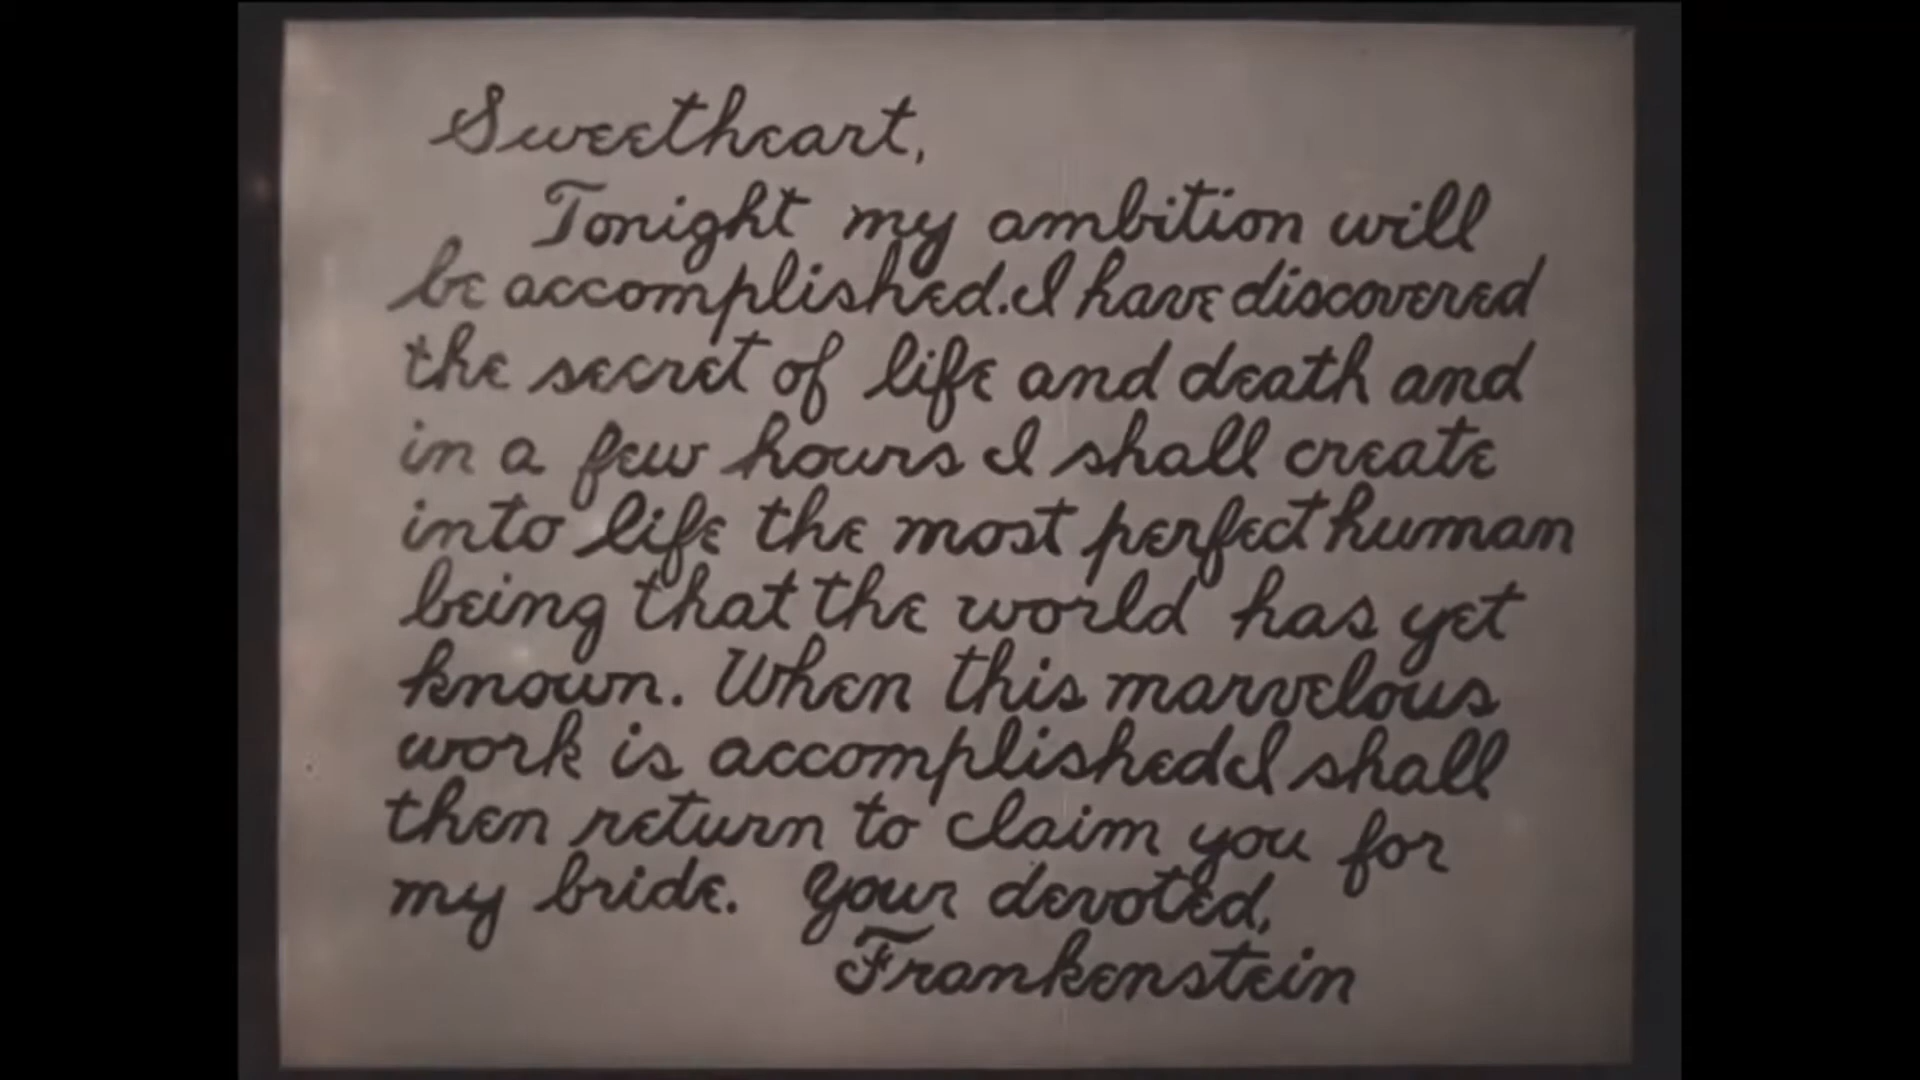 Sweetheart,
Tonight my ambition will
be accomplished. I have discovered
the secret of life and death and
in a few hours I shall create
into life the most perfect human
being that the world has yet
known. When this marvelous
work is accomplished I shall
then return to claim you for
my bride. Your devoted,
Frankenstein